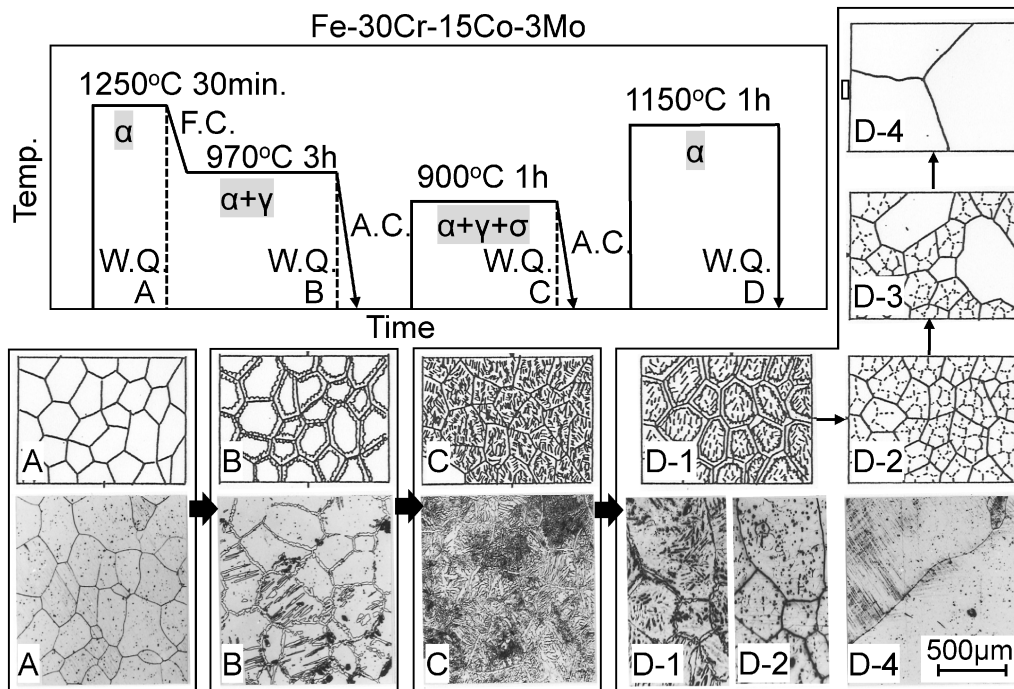 Fe-30Cr-15Co-3Mo
Temp.
1250°C 30min.
α
F.C.
970°C 3h
α+γ
A.C.
900°C 1h
α+γ+σ
A.C.
1150°C 1h
α
W.Q.
A
W.Q.
B
W.Q.
C
W.Q.
D
Time
D-4
D-3
A
B
C
D-1
D-2
A
B
C
D-1
D-2
D-4
500μm